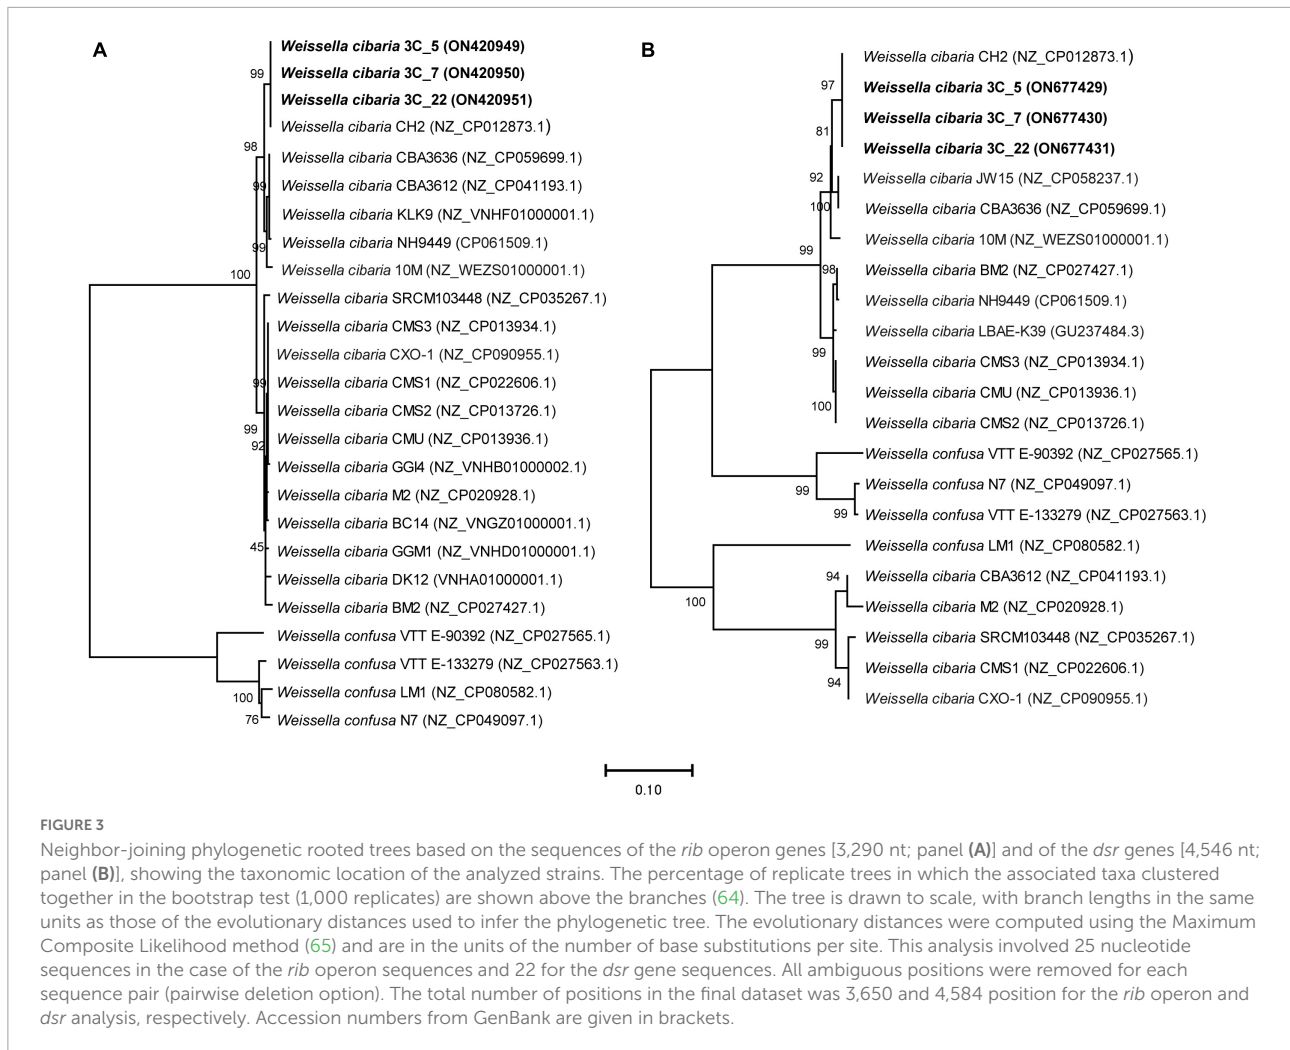 A
Weissella cibaria 3C_5 (ON420949)
Weissella cibaria 3C_7 (ON420950)
99
Weissella cibaria 3C_22 (ON420951)
Weissella cibaria CH2 (NZ_CP012873.1)
98
Weissella cibaria CBA3636 (NZ_CP059699.1)
99
Weissella cibaria CBA3612 (NZ_CP041193.1)
Weissella cibaria KLK9 (NZ_VNHF01000001.1)
99
Weissella cibaria NH9449 (CP061509.1)
100
Weissella cibaria 10M (NZ_WEZS01000001.1)
Weissella cibaria SRCM103448 (NZ_CP035267.1)
Weissella cibaria CMS3 (NZ_CP013934.1)
Weissella cibaria CXO-1 (NZ_CP090955.1)
99
Weissella cibaria CMS1 (NZ_CP022606.1)
Weissella cibaria CMS2 (NZ_CP013726.1)
99
92
Weissella cibaria CMU (NZ_CP013936.1)
Weissella cibaria GGI4 (NZ_VNHB01000002.1)
Weissella cibaria M2 (NZ_CP020928.1)
Weissella cibaria BC14 (NZ_VNGZ01000001.1)
45
Weissella cibaria GGM1 (NZ_VNHD01000001.1)
Weissella cibaria DK12 (VNHA01000001.1)
Weissella cibaria BM2 (NZ_CP027427.1)
Weissella confusa VTT E-90392 (NZ_CP027565.1)
Weissella confusa VTT E-133279 (NZ_CP027563.1)
100
Weissella confusa LM1 (NZ_CP080582.1)
76
Weissella confusa N7 (NZ_CP049097.1)
B
Weissella cibaria CH2 (NZ_CP012873.1)
97
Weissella cibaria 3C_5 (ON677429)
Weissella cibaria 3C_7 (ON677430)
81
Weissella cibaria 3C_22 (ON677431)
92
Weissella cibaria JW15 (NZ_CP058237.1)
100
Weissella cibaria CBA3636 (NZ_CP059699.1)
Weissella cibaria 10M (NZ_WEZS01000001.1)
99
98
Weissella cibaria BM2 (NZ_CP027427.1)
Weissella cibaria NH9449 (CP061509.1)
Weissella cibaria LBAE-K39 (GU237484.3)
99
Weissella cibaria CMS3 (NZ_CP013934.1)
Weissella cibaria CMU (NZ_CP013936.1)
100
Weissella cibaria CMS2 (NZ_CP013726.1)
Weissella confusa VTT E-90392 (NZ_CP027565.1)
99
Weissella confusa N7 (NZ_CP049097.1)
99
Weissella confusa VTT E-133279 (NZ_CP027563.1)
Weissella confusa LM1 (NZ_CP080582.1)
94
Weissella cibaria CBA3612 (NZ_CP041193.1)
100
Weissella cibaria M2 (NZ_CP020928.1)
99
Weissella cibaria SRCM103448 (NZ_CP035267.1)
Weissella cibaria CMS1 (NZ_CP022606.1)
94
Weissella cibaria CXO-1 (NZ_CP090955.1)
0.10
FIGURE 3
Neighbor-joining phylogenetic rooted trees based on the sequences of the rib operon genes [3,290 nt; panel (A)] and of the dsr genes [4,546 nt;
panel (B)], showing the taxonomic location of the analyzed strains. The percentage of replicate trees in which the associated taxa clustered
together in the bootstrap test (1,000 replicates) are shown above the branches (64). The tree is drawn to scale, with branch lengths in the same
units as those of the evolutionary distances used to infer the phylogenetic tree. The evolutionary distances were computed using the Maximum
Composite Likelihood method (65) and are in the units of the number of base substitutions per site. This analysis involved 25 nucleotide
sequences in the case of the rib operon sequences and 22 for the dsr gene sequences. All ambiguous positions were removed for each
sequence pair (pairwise deletion option). The total number of positions in the final dataset was 3,650 and 4,584 position for the rib operon and
dsr analysis, respectively. Accession numbers from GenBank are given in brackets.